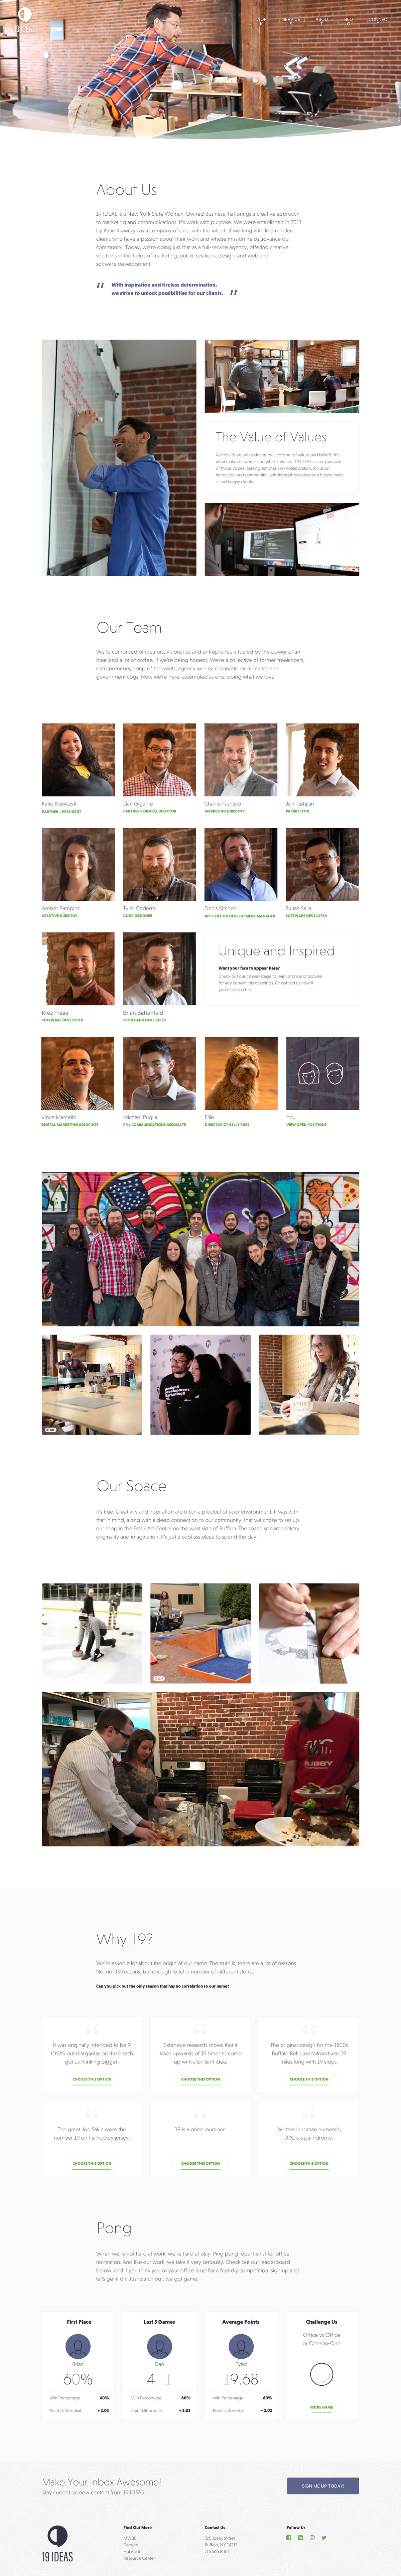 19 IDEAS
WOR
K
SERVICE
S
ABOU
T
BLO
G
CONNEC
T
About Us
19 IDEAS is a New York State Woman-Owned Business that brings a creative approach
to marketing and communications. It's work with purpose. We were established in 2011
by Katie Krawczyk as a company of one, with the intent of working with like-minded
clients who have a passion about their work and whose mission helps advance our
community. Today, we're doing just that as a full-service agency, offering creative
solutions in the fields of marketing, public relations, design, and web and
software development.
With inspiration and tireless determination,
we strive to unlock possibilities for our clients.
The Value of Values
As individuals we're driven by a core set of values and beliefs. It's
what makes us who – and what – we are. 19 IDEAS is an expansion
of those values, placing emphasis on collaboration, inclusion,
innovation and community. Upholding these ensures a happy team
– and happy clients.
Our Team
We're comprised of creators, visionaries and entrepreneurs fueled by the power of an
idea (and a lot of coffee, if we're being honest). We're a collective of former freelancers,
entrepreneurs, nonprofit servants, agency works, corporate mercenaries and
government cogs. Now we're here, assembled as one, doing what we love.
Katie Krawczyk
PARTNER + PRESIDENT
Dan Gigante
PARTNER + DIGITAL DIRECTOR
Charlie Fashana
MARKETING DIRECTOR
Jon Tashjian
PR DIRECTOR
Amber Rampino
CREATIVE DIRECTOR
Tyler Coderre
UI/UX DESIGNER
Denis Kitchen
APPLICATION DEVELOPMENT MANAGER
Sultan Sallaj
SOFTWARE DEVELOPER
Krez Freas
SOFTWARE DEVELOPER
Brian Battenfeld
FRONT-END DEVELOPER
Unique and Inspired
Want your face to appear here?
Check out our careers page to learn more and browse
for any current job openings. Or contact us now if
you'd like to chat.
Vince Marcello
DIGITAL MARKETING ASSOCIATE
Michael Puglia
PR + COMMUNICATIONS ASSOCIATE
Ellie
DIRECTOR OF BELLY RUBS
You
VIEW OPEN POSITIONS
Our Space
It's true. Creativity and inspiration are often a product of your environment. It was with
that in mind, along with a deep connection to our community, that we chose to set up
our shop in the Essex Art Center on the west side of Buffalo. The space screams artistry,
originality and imagination. It's just a cool ass place to spend the day.
RUGBY
Why 19?
We're asked a lot about the origin of our name. The truth is, there are a lot of reasons.
No, not 19 reasons, but enough to tell a number of different stories.
Can you pick out the only reason that has no correlation to our name?
It was originally intended to be 9
IDEAS but margaritas on the beach
got us thinking bigger.
CHOOSE THIS OPTION
Extensive research shows that it
takes upwards of 19 times to come
up with a brilliant idea.
CHOOSE THIS OPTION
The original design for the 1800s
Buffalo Belt Line railroad was 19
miles long with 19 stops.
CHOOSE THIS OPTION
The great Joe Sakic wore the
number 19 on his hockey jersey.
CHOOSE THIS OPTION
19 is a prime number.
CHOOSE THIS OPTION
Written in roman numerals,
XIX, is a palindrome.
CHOOSE THIS OPTION
Pong
When we're not hard at work, we're hard at play. Ping pong tops the list for office
recreation. And like our work, we take it very seriously. Check out our leaderboard
below, and if you think you or your office is up for a friendly competition, sign up and
let's get it on. Just watch out, we got game.
First Place
Brian
60%
Win Percentage 60%
Point Differential + 2.02
Last 5 Games
Dan
4 -1
Win Percentage 60%
Point Differential + 2.02
Average Points
Tyler
19.68
Win Percentage 60%
Point Differential + 2.02
Challenge Us
Office vs Office
or One-on-One
WE'RE GAME
Make Your Inbox Awesome!
Stay current on new content from 19 IDEAS
SIGN ME UP TODAY!
19 IDEAS
Find Out More
MWBE
Careers
Hubspot
Resource Center
Contact Us
32C Essex Street
Buffalo, NY 14213
Follow Us